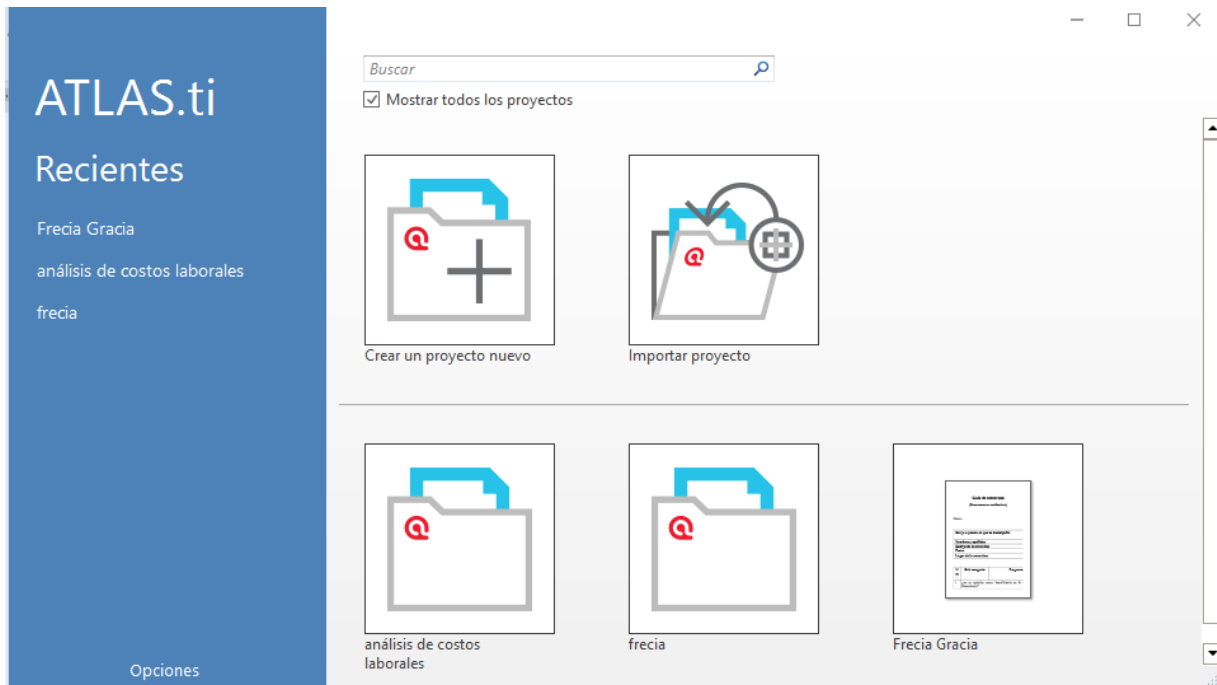 ATLAS.ti
Recientes
Frecia Gracia
análisis de costos laborales
frecia
Opciones
Buscar
Mostrar todos los proyectos
Crear un proyecto nuevo
Importar proyecto
análisis de costos
laborales
frecia
Frecia Gracia